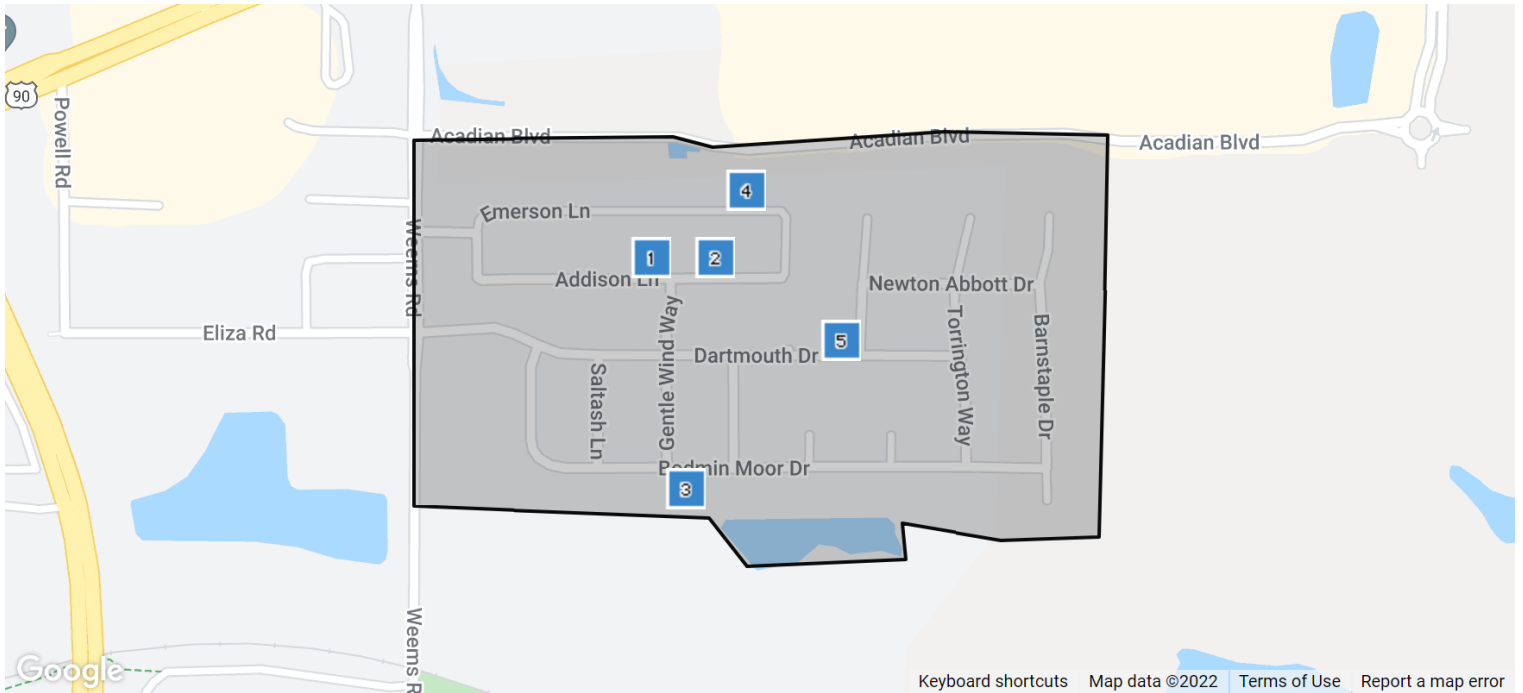 90
Powell Rd
Acadian Blvd
Acadian Blvd
Acadian Blvd
4
Emerson Ln
Weems Rd
1
2
Addison Ln
Newton Abbott Dr
Eliza Rd
Gentle Wind Way
5
Dartmouth Dr
Torrington Way
Barnstaple Dr
Saltash Ln
Bodmin Moor Dr
3
Weems R
Google
Keyboard shortcuts
Map data ©2022
Terms of Use
Report a map error